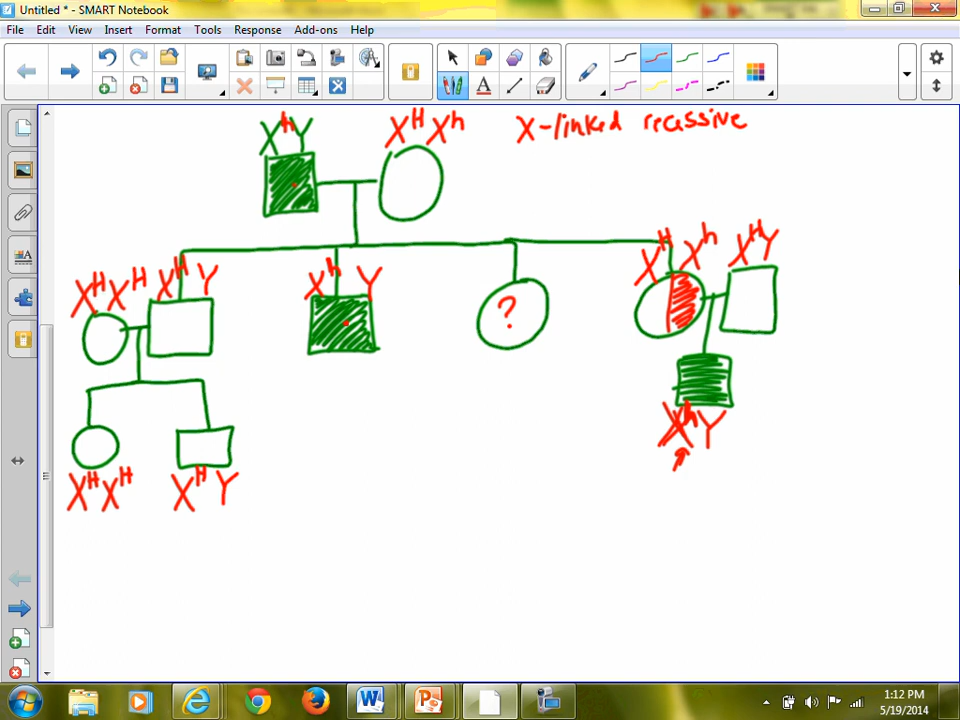 Untitled * - SMART Notebook
File Edit View Insert Format Tools Response Add-ons Help
X^h Y X^H X^h X-linked recessive
X^H X^h X^H Y
X^H X^H X^H Y X^h Y
?
X^h Y
X^H X^H X^H Y
1:12 PM
5/19/2014